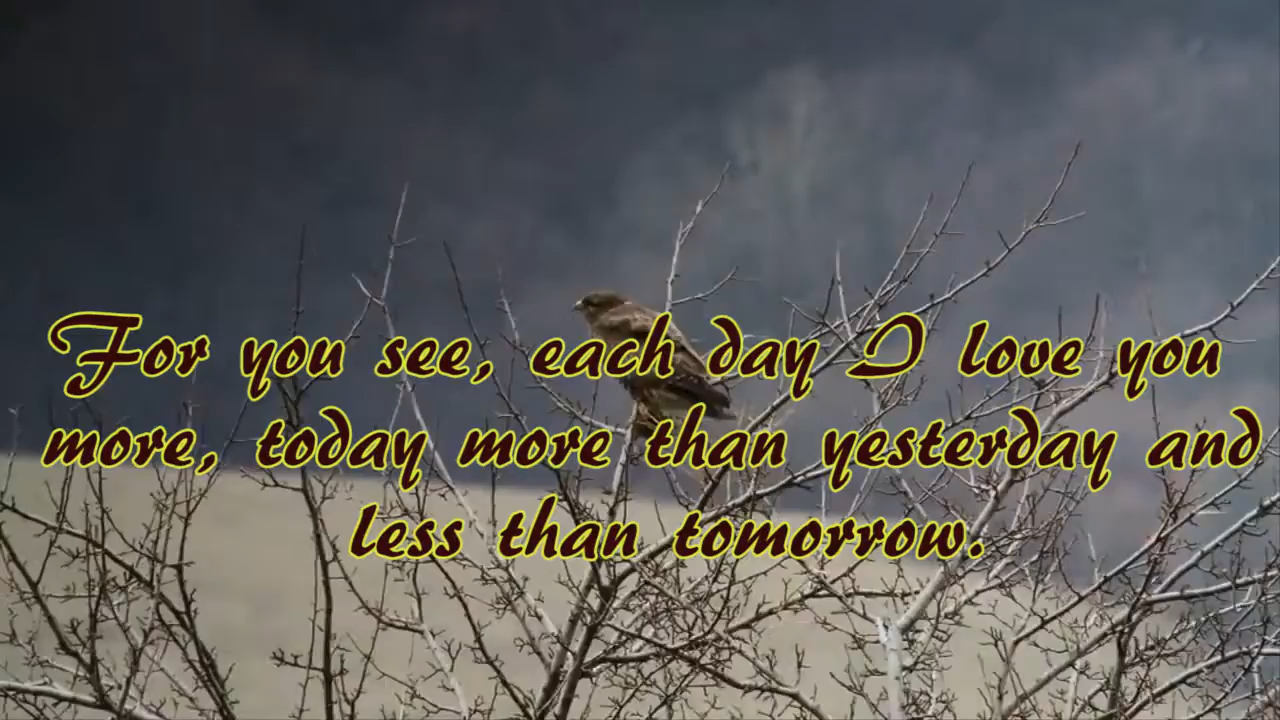 For you see, each day I love you
more, today more than yesterday and
less than tomorrow.